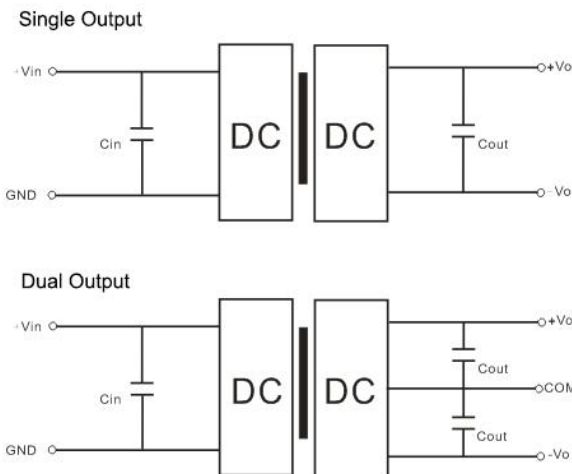 Single Output
+Vin
+Vo
DC
DC
Cin
Cout
GND
-Vo
Dual Output
+Vin
+Vo
Cout
DC
DC
COM
Cin
Cout
GND
-Vo